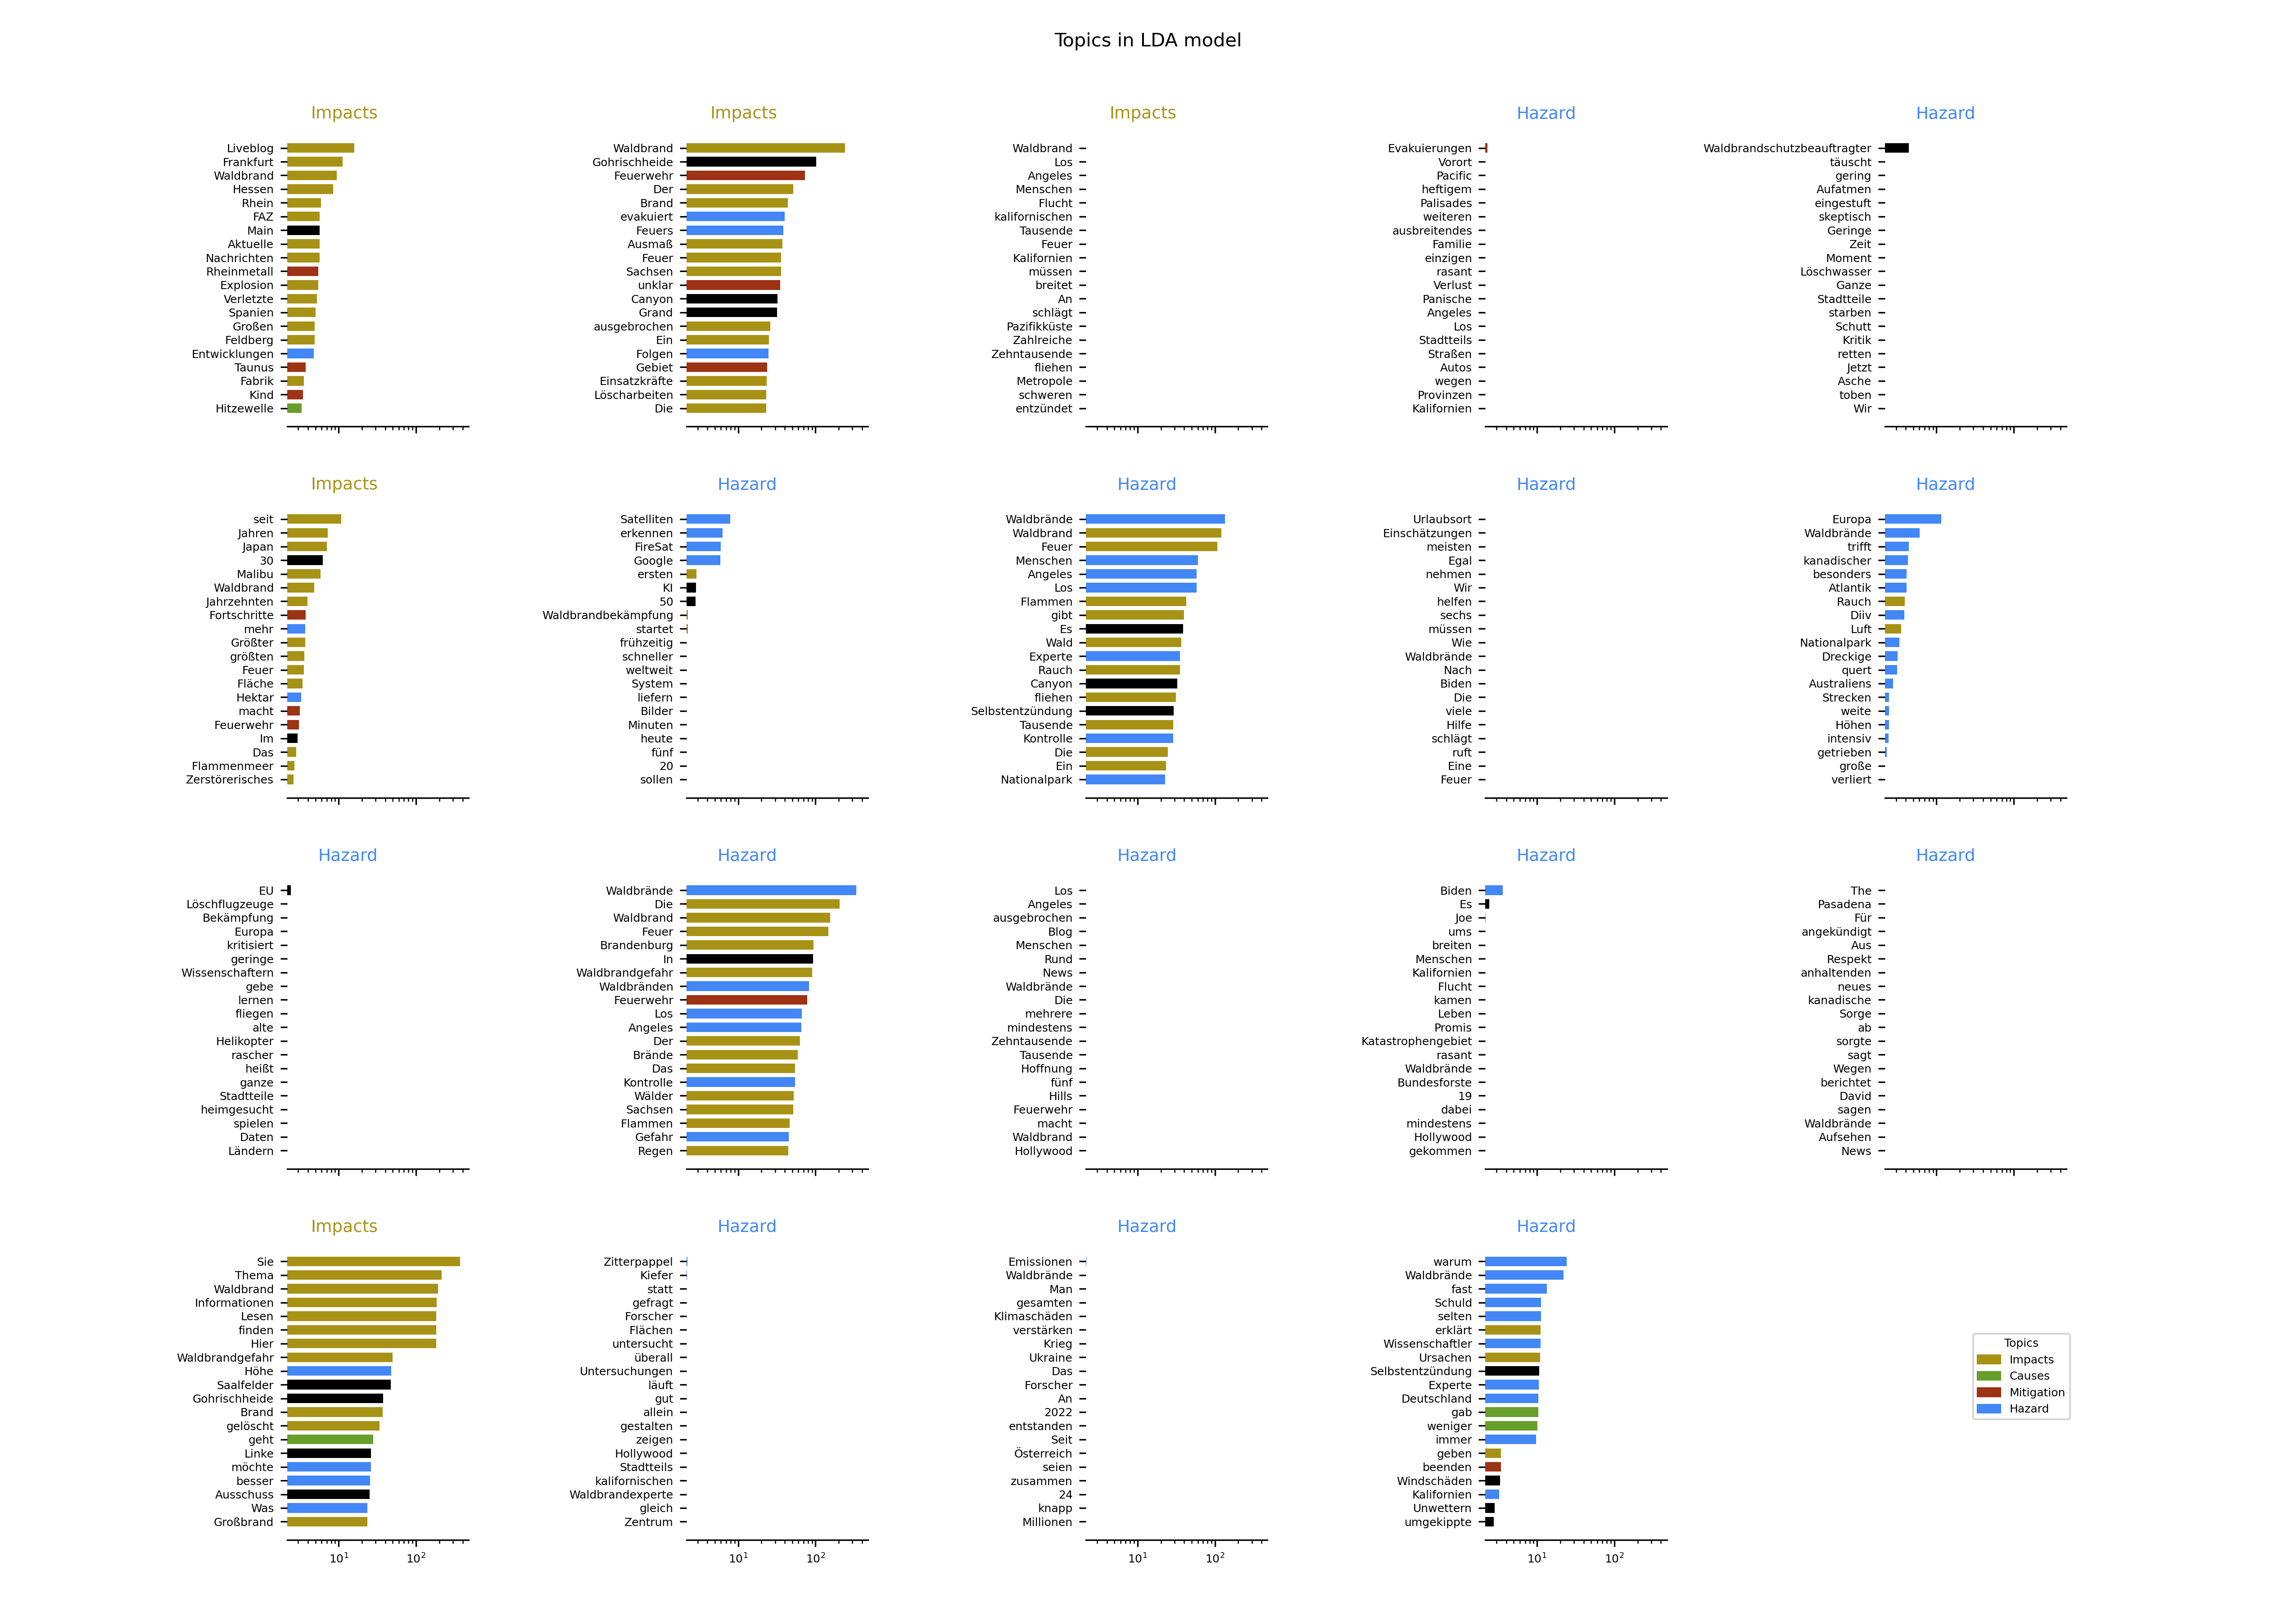 Topics in LDA model
Impacts
Liveblog
Frankfurt
Waldbrand
Hessen
Rhein
FAZ
Main
Aktuelle
Nachrichten
Rheinmetall
Explosion
Verletzte
Spanien
Großen
Feldberg
Entwicklungen
Taunus
Fabrik
Kind
Hitzewelle
Impacts
Waldbrand
Gohrischheide
Feuerwehr
Der
Brand
evakuiert
Feuers
Ausmaß
Feuer
Sachsen
unklar
Canyon
Grand
ausgebrochen
Ein
Folgen
Gebiet
Einsatzkräfte
Löscharbeiten
Die
Impacts
Waldbrand
Los
Angeles
Menschen
Flucht
kalifornischen
Tausende
Feuer
Kalifornien
müssen
breitet
An
schlägt
Pazifikküste
Zahlreiche
Zehntausende
fliehen
Metropole
schweren
entzündet
Hazard
Evakuierungen
Vorort
Pacific
heftigem
Palisades
weiteren
ausbreitendes
Familie
einzigen
rasant
Verlust
Panische
Angeles
Los
Stadtteils
Straßen
Autos
wegen
Provinzen
Kalifornien
Hazard
Waldbrandschutzbeauftragter
täuscht
gering
Aufatmen
eingestuft
skeptisch
Geringe
Zeit
Moment
Löschwasser
Ganze
Stadtteile
starben
Schutt
Kritik
retten
Jetzt
Asche
toben
Wir
Impacts
seit
Jahren
Japan
30
Malibu
Waldbrand
Jahrzehnten
Fortschritte
mehr
Größter
größten
Feuer
Fläche
Hektar
macht
Feuerwehr
Im
Das
Flammenmeer
Zerstörerisches
Hazard
Satelliten
erkennen
FireSat
Google
ersten
KI
50
Waldbrandbekämpfung
startet
frühzeitig
schneller
weltweit
System
liefern
Bilder
Minuten
heute
fünf
20
sollen
Hazard
Waldbrände
Waldbrand
Feuer
Menschen
Angeles
Los
Flammen
gibt
Es
Wald
Experte
Rauch
Canyon
fliehen
Selbstentzündung
Tausende
Kontrolle
Die
Ein
Nationalpark
Hazard
Urlaubsort
Einschätzungen
meisten
Egal
nehmen
Wir
helfen
sechs
müssen
Wie
Waldbrände
Nach
Biden
Die
viele
Hilfe
schlägt
ruft
Eine
Feuer
Hazard
Europa
Waldbrände
trifft
kanadischer
besonders
Atlantik
Rauch
Diiv
Luft
Nationalpark
Dreckige
quert
Australiens
Strecken
weite
Höhen
intensiv
getrieben
große
verliert
Hazard
EU
Löschflugzeuge
Bekämpfung
Europa
kritisiert
geringe
Wissenschaftern
gebe
lernen
fliegen
alte
Helikopter
rascher
heißt
ganze
Stadtteile
heimgesucht
spielen
Daten
Ländern
Hazard
Waldbrände
Die
Waldbrand
Feuer
Brandenburg
In
Waldbrandgefahr
Waldbränden
Feuerwehr
Los
Angeles
Der
Brände
Das
Kontrolle
Wälder
Sachsen
Flammen
Gefahr
Regen
Hazard
Los
Angeles
ausgebrochen
Blog
Menschen
Rund
News
Waldbrände
Die
mehrere
mindestens
Zehntausende
Tausende
Hoffnung
fünf
Hills
Feuerwehr
macht
Waldbrand
Hollywood
Hazard
Biden
Es
Joe
ums
breiten
Menschen
Kalifornien
Flucht
kamen
Leben
Promis
Katastrophengebiet
rasant
Waldbrände
Bundesforste
19
dabei
mindestens
Hollywood
gekommen
Hazard
The
Pasadena
Für
angekündigt
Aus
Respekt
anhaltenden
neues
kanadische
Sorge
ab
sorgte
sagt
Wegen
berichtet
David
sagen
Waldbrände
Aufsehen
News
Impacts
Sie
Thema
Waldbrand
Informationen
Lesen
finden
Hier
Waldbrandgefahr
Höhe
Saalfelder
Gohrischheide
Brand
gelöscht
geht
Linke
möchte
besser
Ausschuss
Was
Großbrand
10¹ 10²
Hazard
Zitterpappel
Kiefer
statt
gefragt
Forscher
Flächen
untersucht
überall
Untersuchungen
läuft
gut
allein
gestalten
zeigen
Hollywood
Stadtteils
kalifornischen
Waldbrandexperte
gleich
Zentrum
10¹ 10²
Hazard
Emissionen
Waldbrände
Man
gesamten
Klimaschäden
verstärken
Krieg
Ukraine
Das
Forscher
An
2022
entstanden
Seit
Österreich
seien
zusammen
24
knapp
Millionen
10¹ 10²
Hazard
warum
Waldbrände
fast
Schuld
selten
erklärt
Wissenschaftler
Ursachen
Selbstentzündung
Experte
Deutschland
gab
weniger
immer
geben
beenden
Windschäden
Kalifornien
Unwettern
umgekippte
10¹ 10²
Topics
Impacts
Causes
Mitigation
Hazard